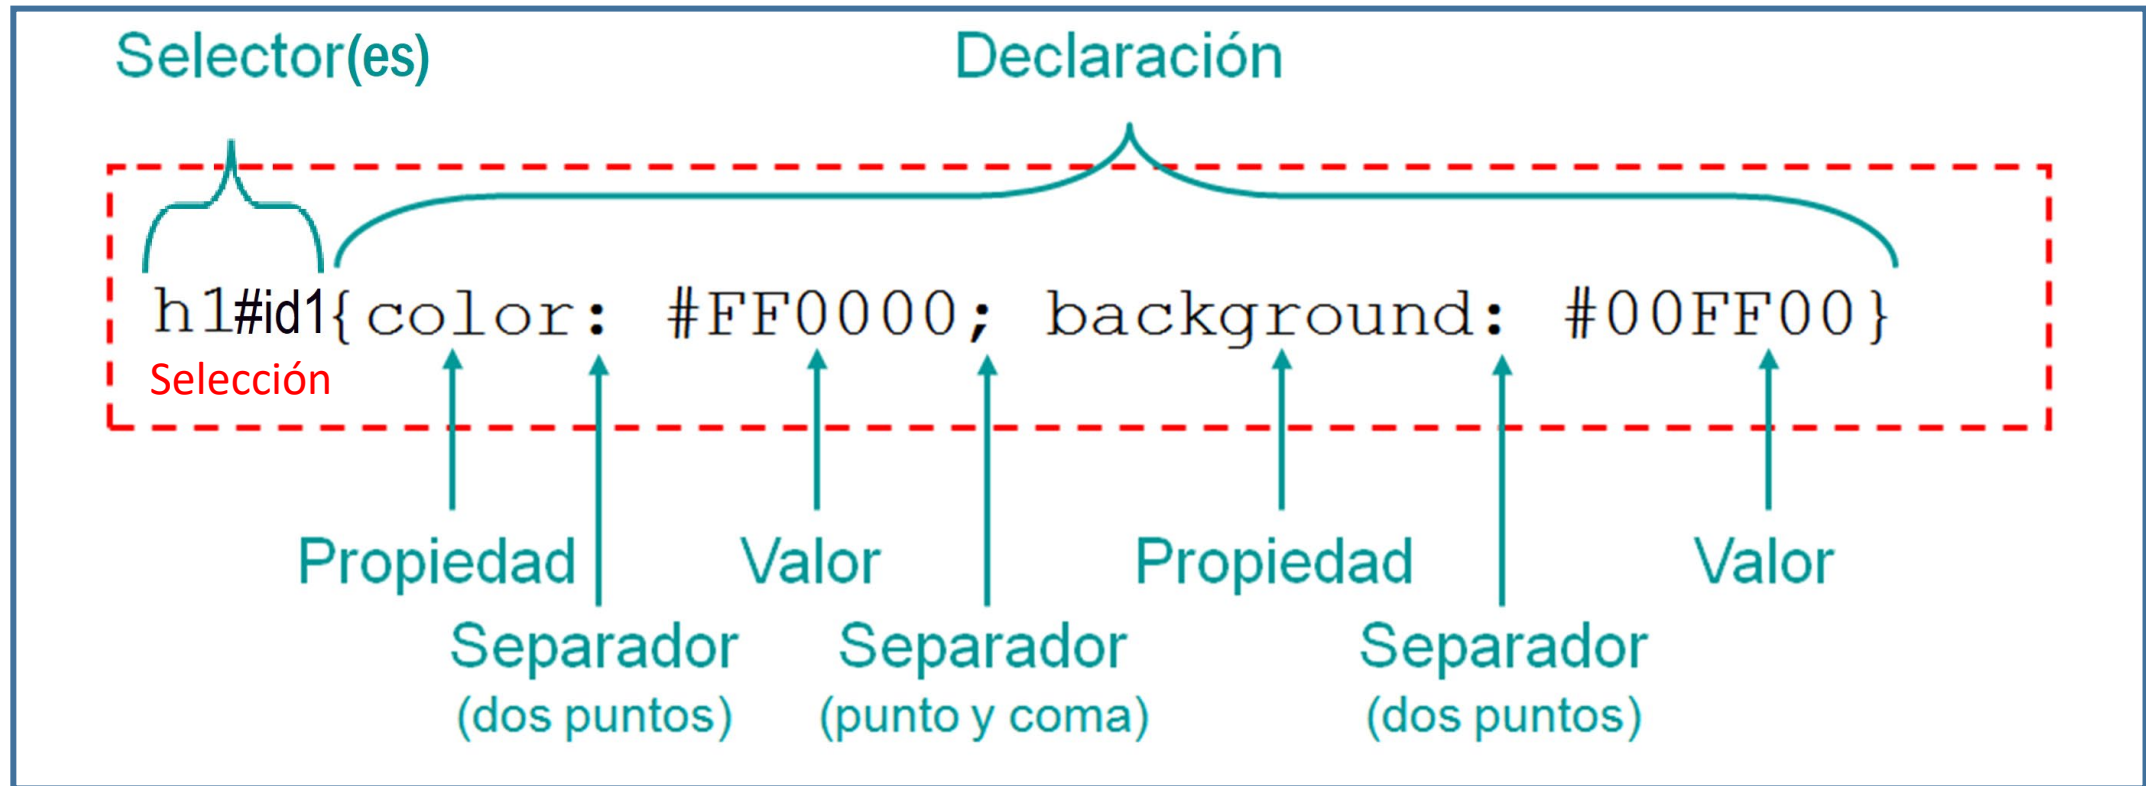 Selector(es) Declaración
h1#id1{color: #FF0000; background: #00FF00}
Selección
Propiedad Valor Propiedad Valor
Separador Separador Separador
(dos puntos) (punto y coma) (dos puntos)